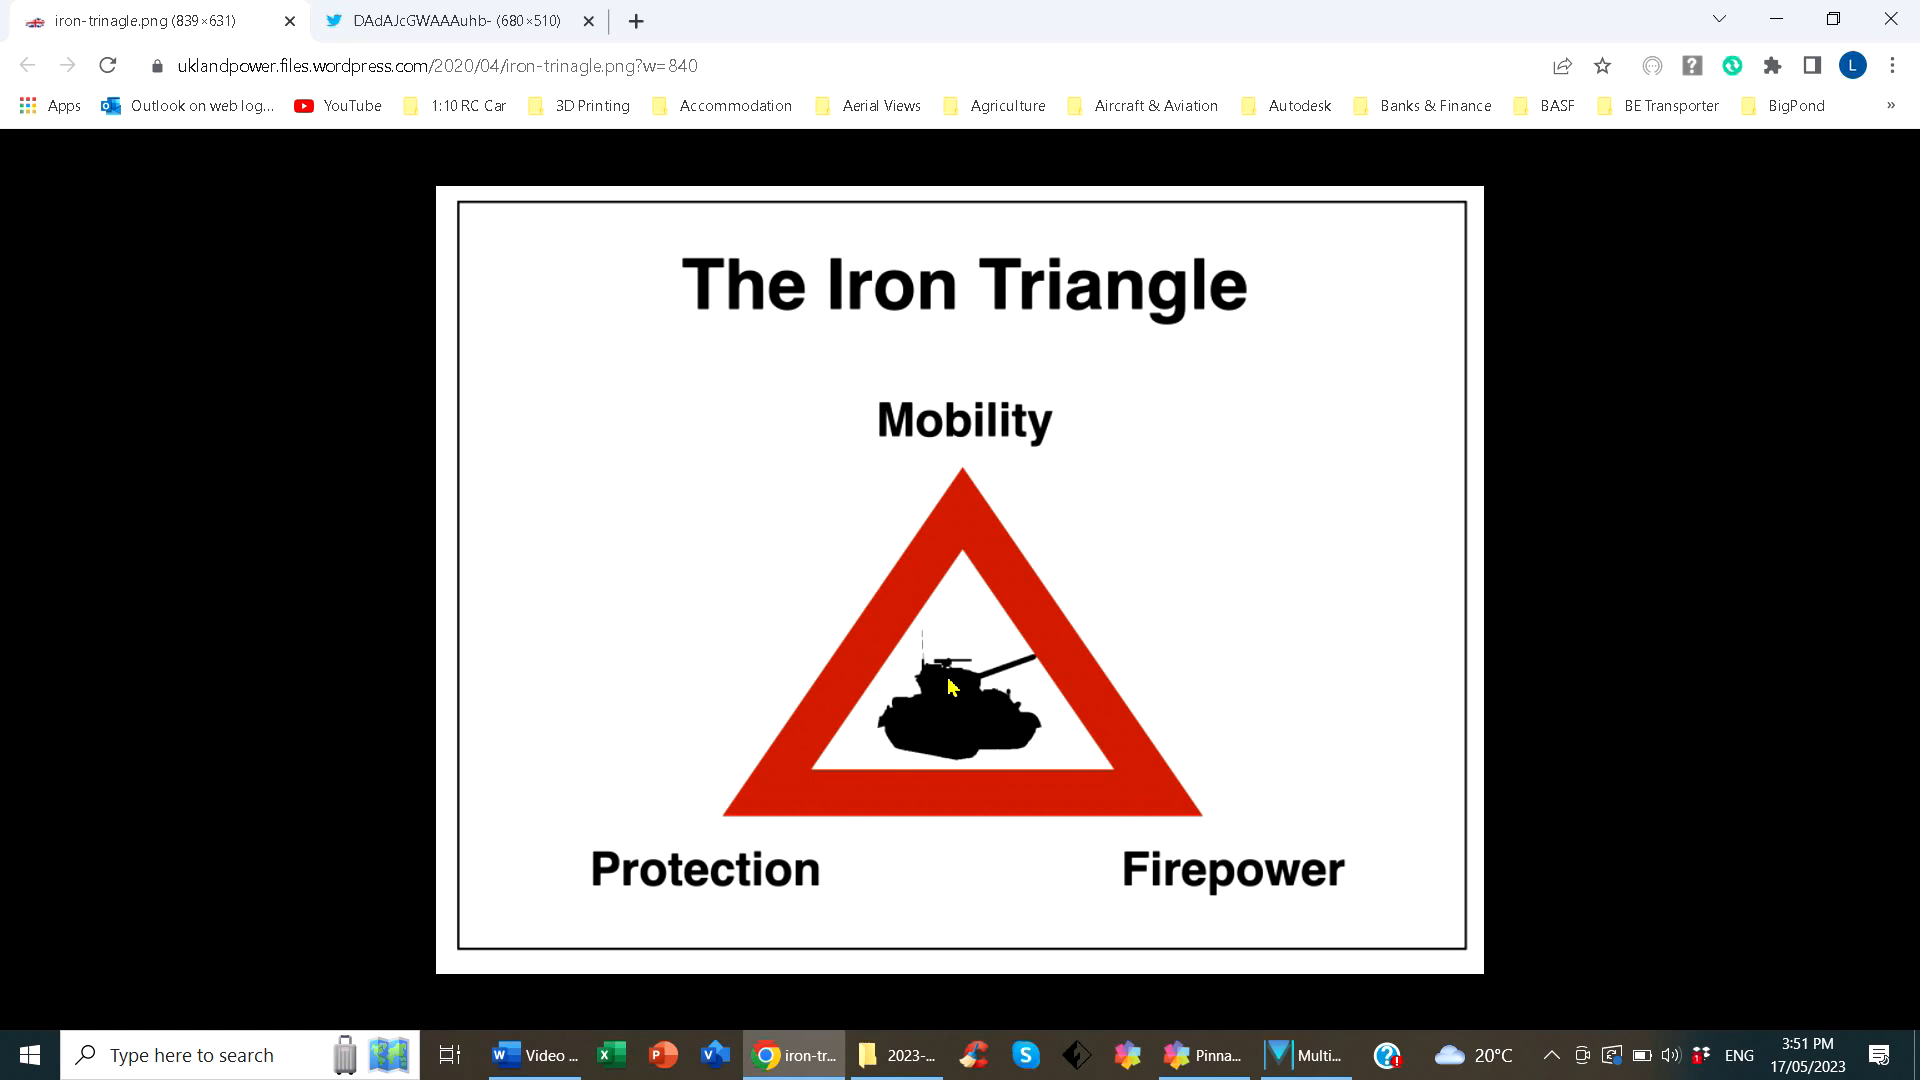 iron-trinagle.png (839×631)
DAdAJcGWAAAuhb- (680×510)
uklandpower.files.wordpress.com/2020/04/iron-trinagle.png?w=840
L
Apps
Outlook on web log...
YouTube
1:10 RC Car
3D Printing
Accommodation
Aerial Views
Agriculture
Aircraft & Aviation
Autodesk
Banks & Finance
BASF
BE Transporter
BigPond
»
The Iron Triangle
Mobility
Protection
Firepower
Type here to search
Video ...
iron-tr...
2023-...
Pinna...
Multi...
20°C
ENG
3:51 PM
17/05/2023